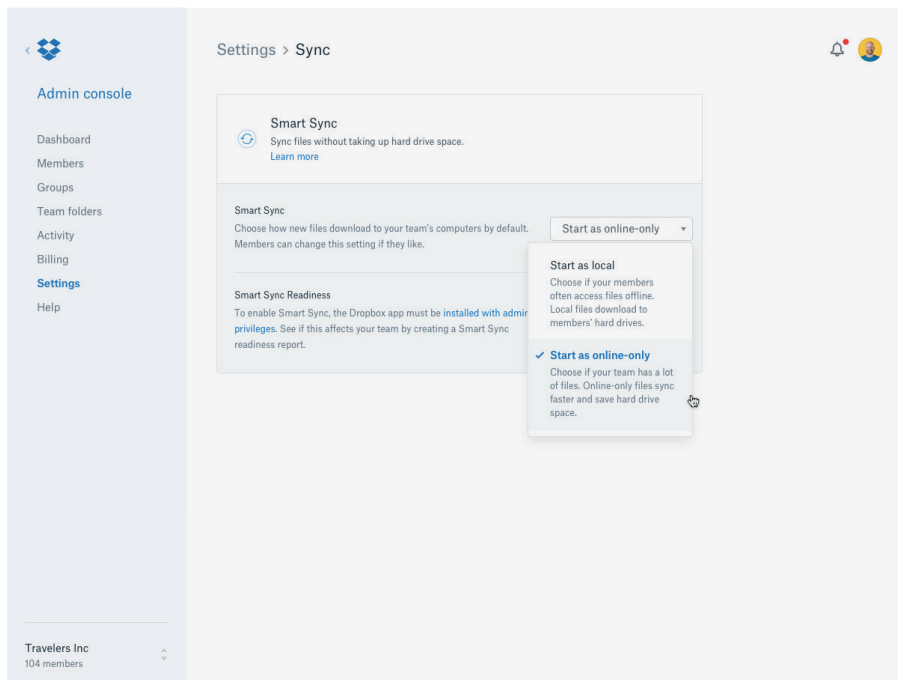 Admin console
Dashboard
Members
Groups
Team folders
Activity
Billing
Settings
Help
Travelers Inc
104 members
Settings > Sync
Smart Sync
Sync files without taking up hard drive space.
Learn more
Smart Sync
Choose how new files download to your team's computers by default.
Members can change this setting if they like.
Start as online-only
Start as local
Choose if your members
often access files offline.
Local files download to
members' hard drives.
Start as online-only
Choose if your team has a lot
of files. Online-only files sync
faster and save hard drive
space.
Smart Sync Readiness
To enable Smart Sync, the Dropbox app must be installed with admin
privileges. See if this affects your team by creating a Smart Sync
readiness report.